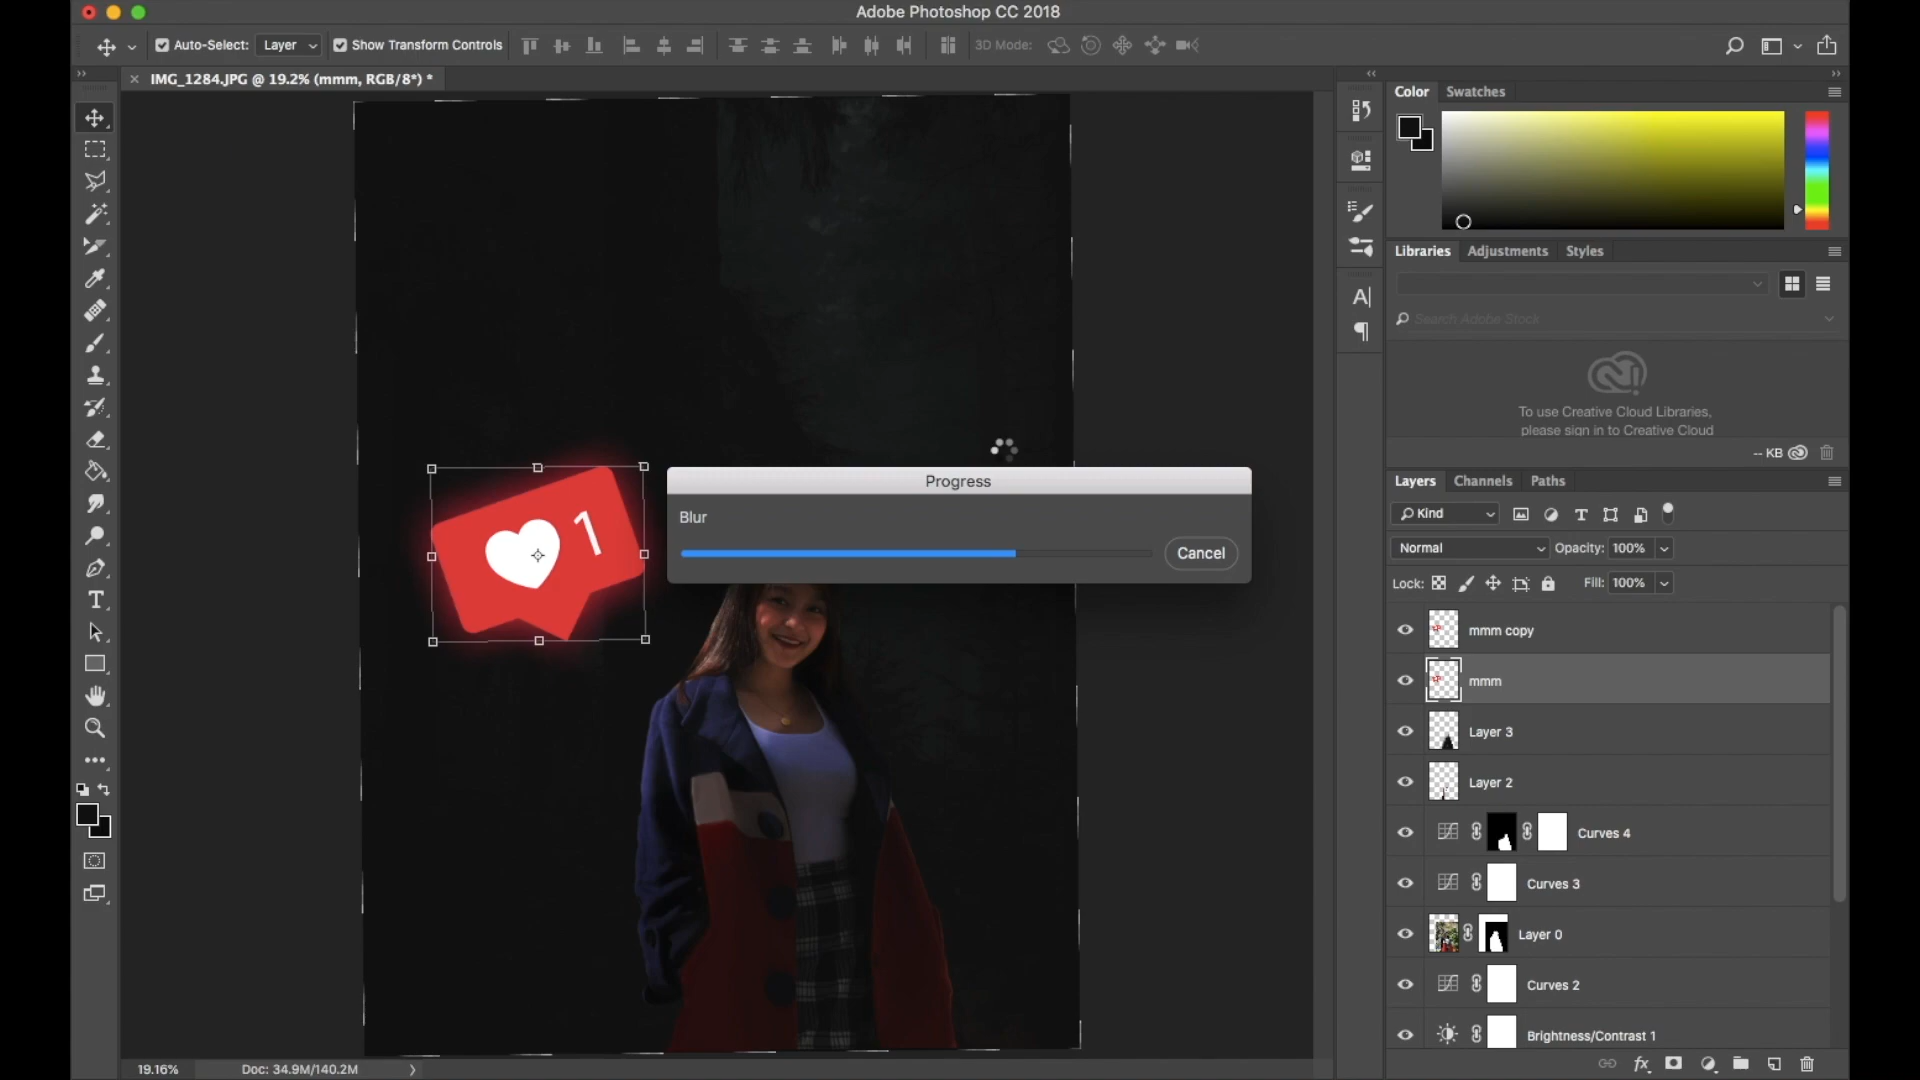 Adobe Photoshop CC 2018
Auto-Select: Layer Show Transform Controls 3D Mode:
IMG_1284.JPG @ 19.2% (mmm, RGB/8*) *
Color Swatches
Libraries Adjustments Styles
Search Adobe Stock
To use Creative Cloud Libraries,
please sign in to Creative Cloud
-- KB
1
Progress
Blur
Cancel
Layers Channels Paths
Kind
Normal Opacity: 100%
Lock: Fill: 100%
mmm copy
mmm
Layer 3
Layer 2
Curves 4
Curves 3
Layer 0
Curves 2
Brightness/Contrast 1
19.16% Doc: 34.9M/140.2M